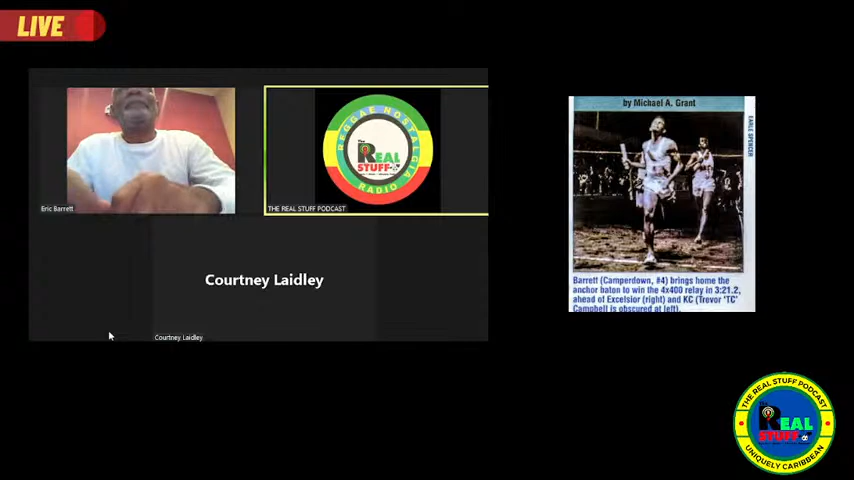 LIVE
by Michael A. Grant
EARLE SPENCER
REGGAE NOSTALGIA
The
REAL
STUFF
RADIO
Eric Barrett
THE REAL STUFF PODCAST
Courtney Laidley
Courtney Laidley
Barrett (Camperdown, #4) brings home the
anchor baton to win the 4x400 relay in 3:21.2,
ahead of Excelsior (right) and KC (Trevor 'TC'
Campbell is obscured at left).
THE REAL STUFF PODCAST
The
REAL
STUFF
UNIQUELY CARIBBEAN